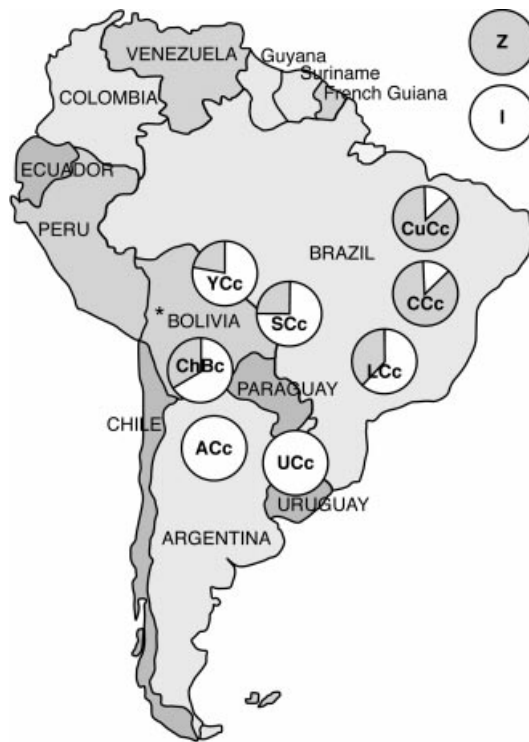 Z
VENEZUELA
Guyana
Suriname
French Guiana
COLOMBIA
I
ECUADOR
PERU
CuCc
BRAZIL
YCc
CCc
*
BOLIVIA
SCc
ChBc
LCc
PARAGUAY
CHILE
ACc
UCc
URUGUAY
ARGENTINA